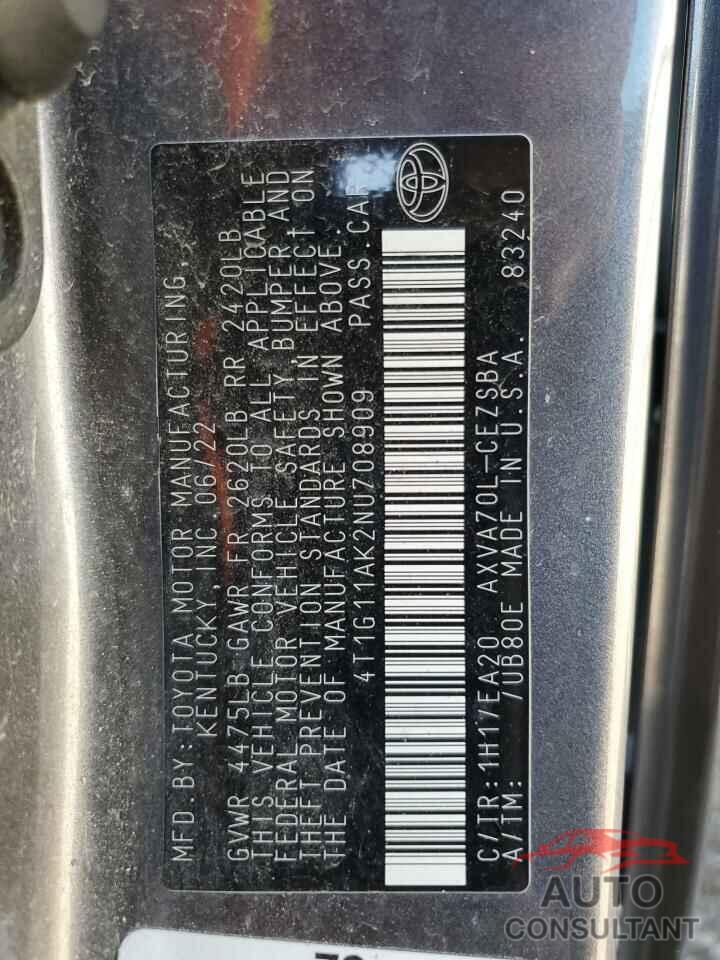 MFD.BY:TOYOTA MOTOR MANUFACTURING,
KENTUCKY INC. 06/22
GVWR 4475LB GAWR FR 2620LB RR 2420LB
THIS VEHICLE CONFORMS TO ALL APPLICABLE
FEDERAL MOTOR VEHICLE SAFETY, BUMPER AND
THEFT PREVENTION STANDARDS IN EFFECT ON
THE DATE OF MANUFACTURE SHOWN ABOVE.
4T1G11AK2NU708909 PASS.CAR
C/TR:1H17EA20 AXVA70L-CEZSBA
A/TM: /UB80E MADE IN U.S.A. 83240
AUTO
CONSULTANT